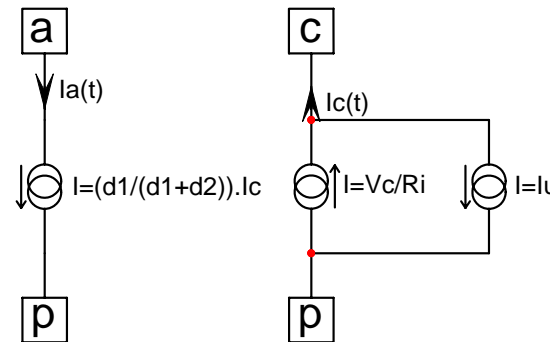 a
c
Ia(t)
Ic(t)
I=(d1/(d1+d2)).Ic
I=Vc/Ri
p
p